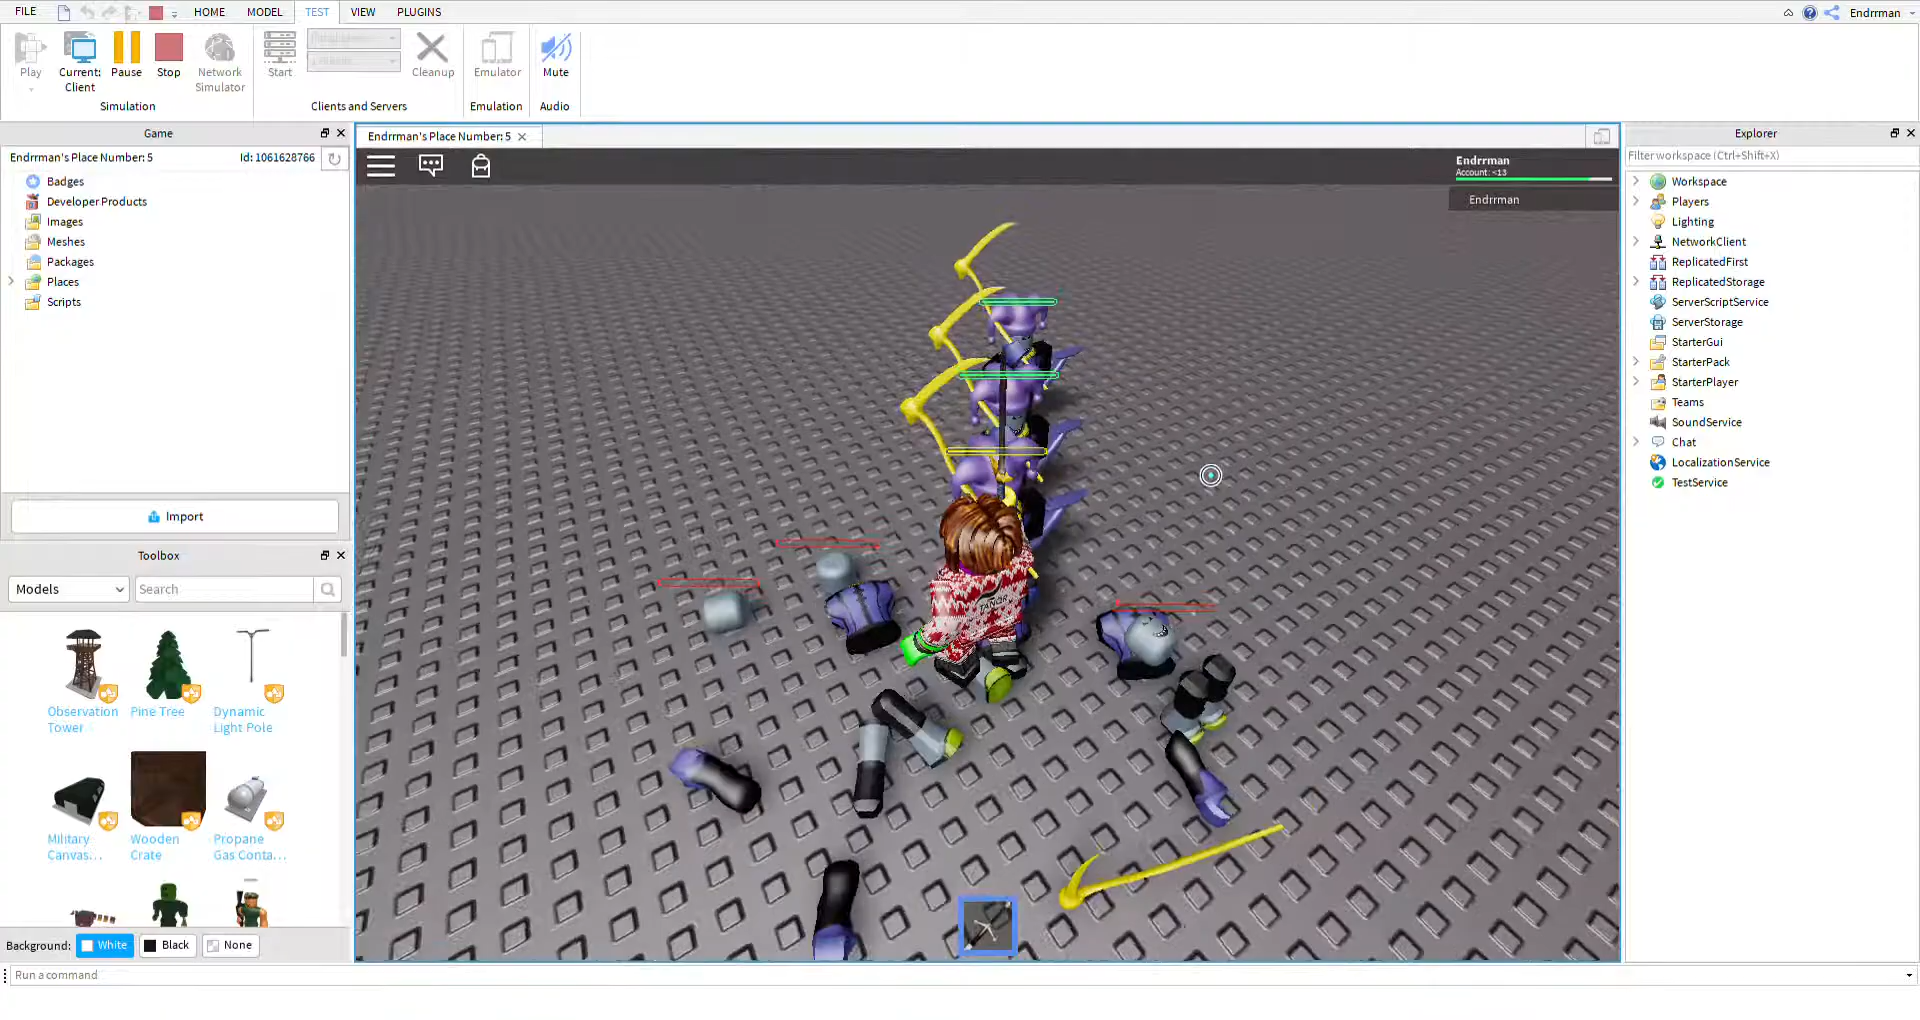 FILE HOME MODEL TEST VIEW PLUGINS Endrrman
Play Current: Client Pause Stop Network Simulator Start Cleanup Emulator Mute
Simulation Clients and Servers Emulation Audio
Game
Endrrman's Place Number: 5 Id: 1061628766
Badges
Developer Products
Images
Meshes
Packages
Places
Scripts
Import
Toolbox
Models Search
Observation Tower
Pine Tree
Dynamic Light Pole
Military Canvas...
Wooden Crate
Propane Gas Conta...
Background: White Black None
Run a command
Endrrman's Place Number: 5
Endrrman
Account: <13
Endrrman
TANQR
Explorer
Filter workspace (Ctrl+Shift+X)
Workspace
Players
Lighting
NetworkClient
ReplicatedFirst
ReplicatedStorage
ServerScriptService
ServerStorage
StarterGui
StarterPack
StarterPlayer
Teams
SoundService
Chat
LocalizationService
TestService